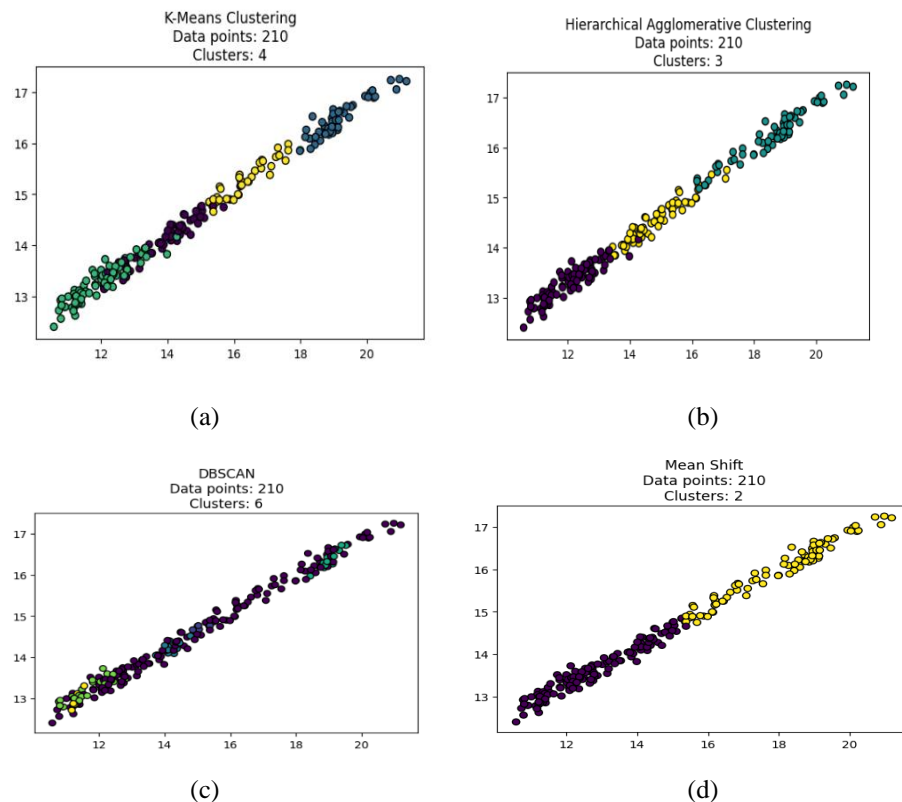 K-Means Clustering
Data points: 210
Clusters: 4
17
16
15
14
13
12 14 16 18 20
(a)
Hierarchical Agglomerative Clustering
Data points: 210
Clusters: 3
17
16
15
14
13
12 14 16 18 20
(b)
DBSCAN
Data points: 210
Clusters: 6
17
16
15
14
13
12 14 16 18 20
(c)
Mean Shift
Data points: 210
Clusters: 2
17
16
15
14
13
12 14 16 18 20
(d)